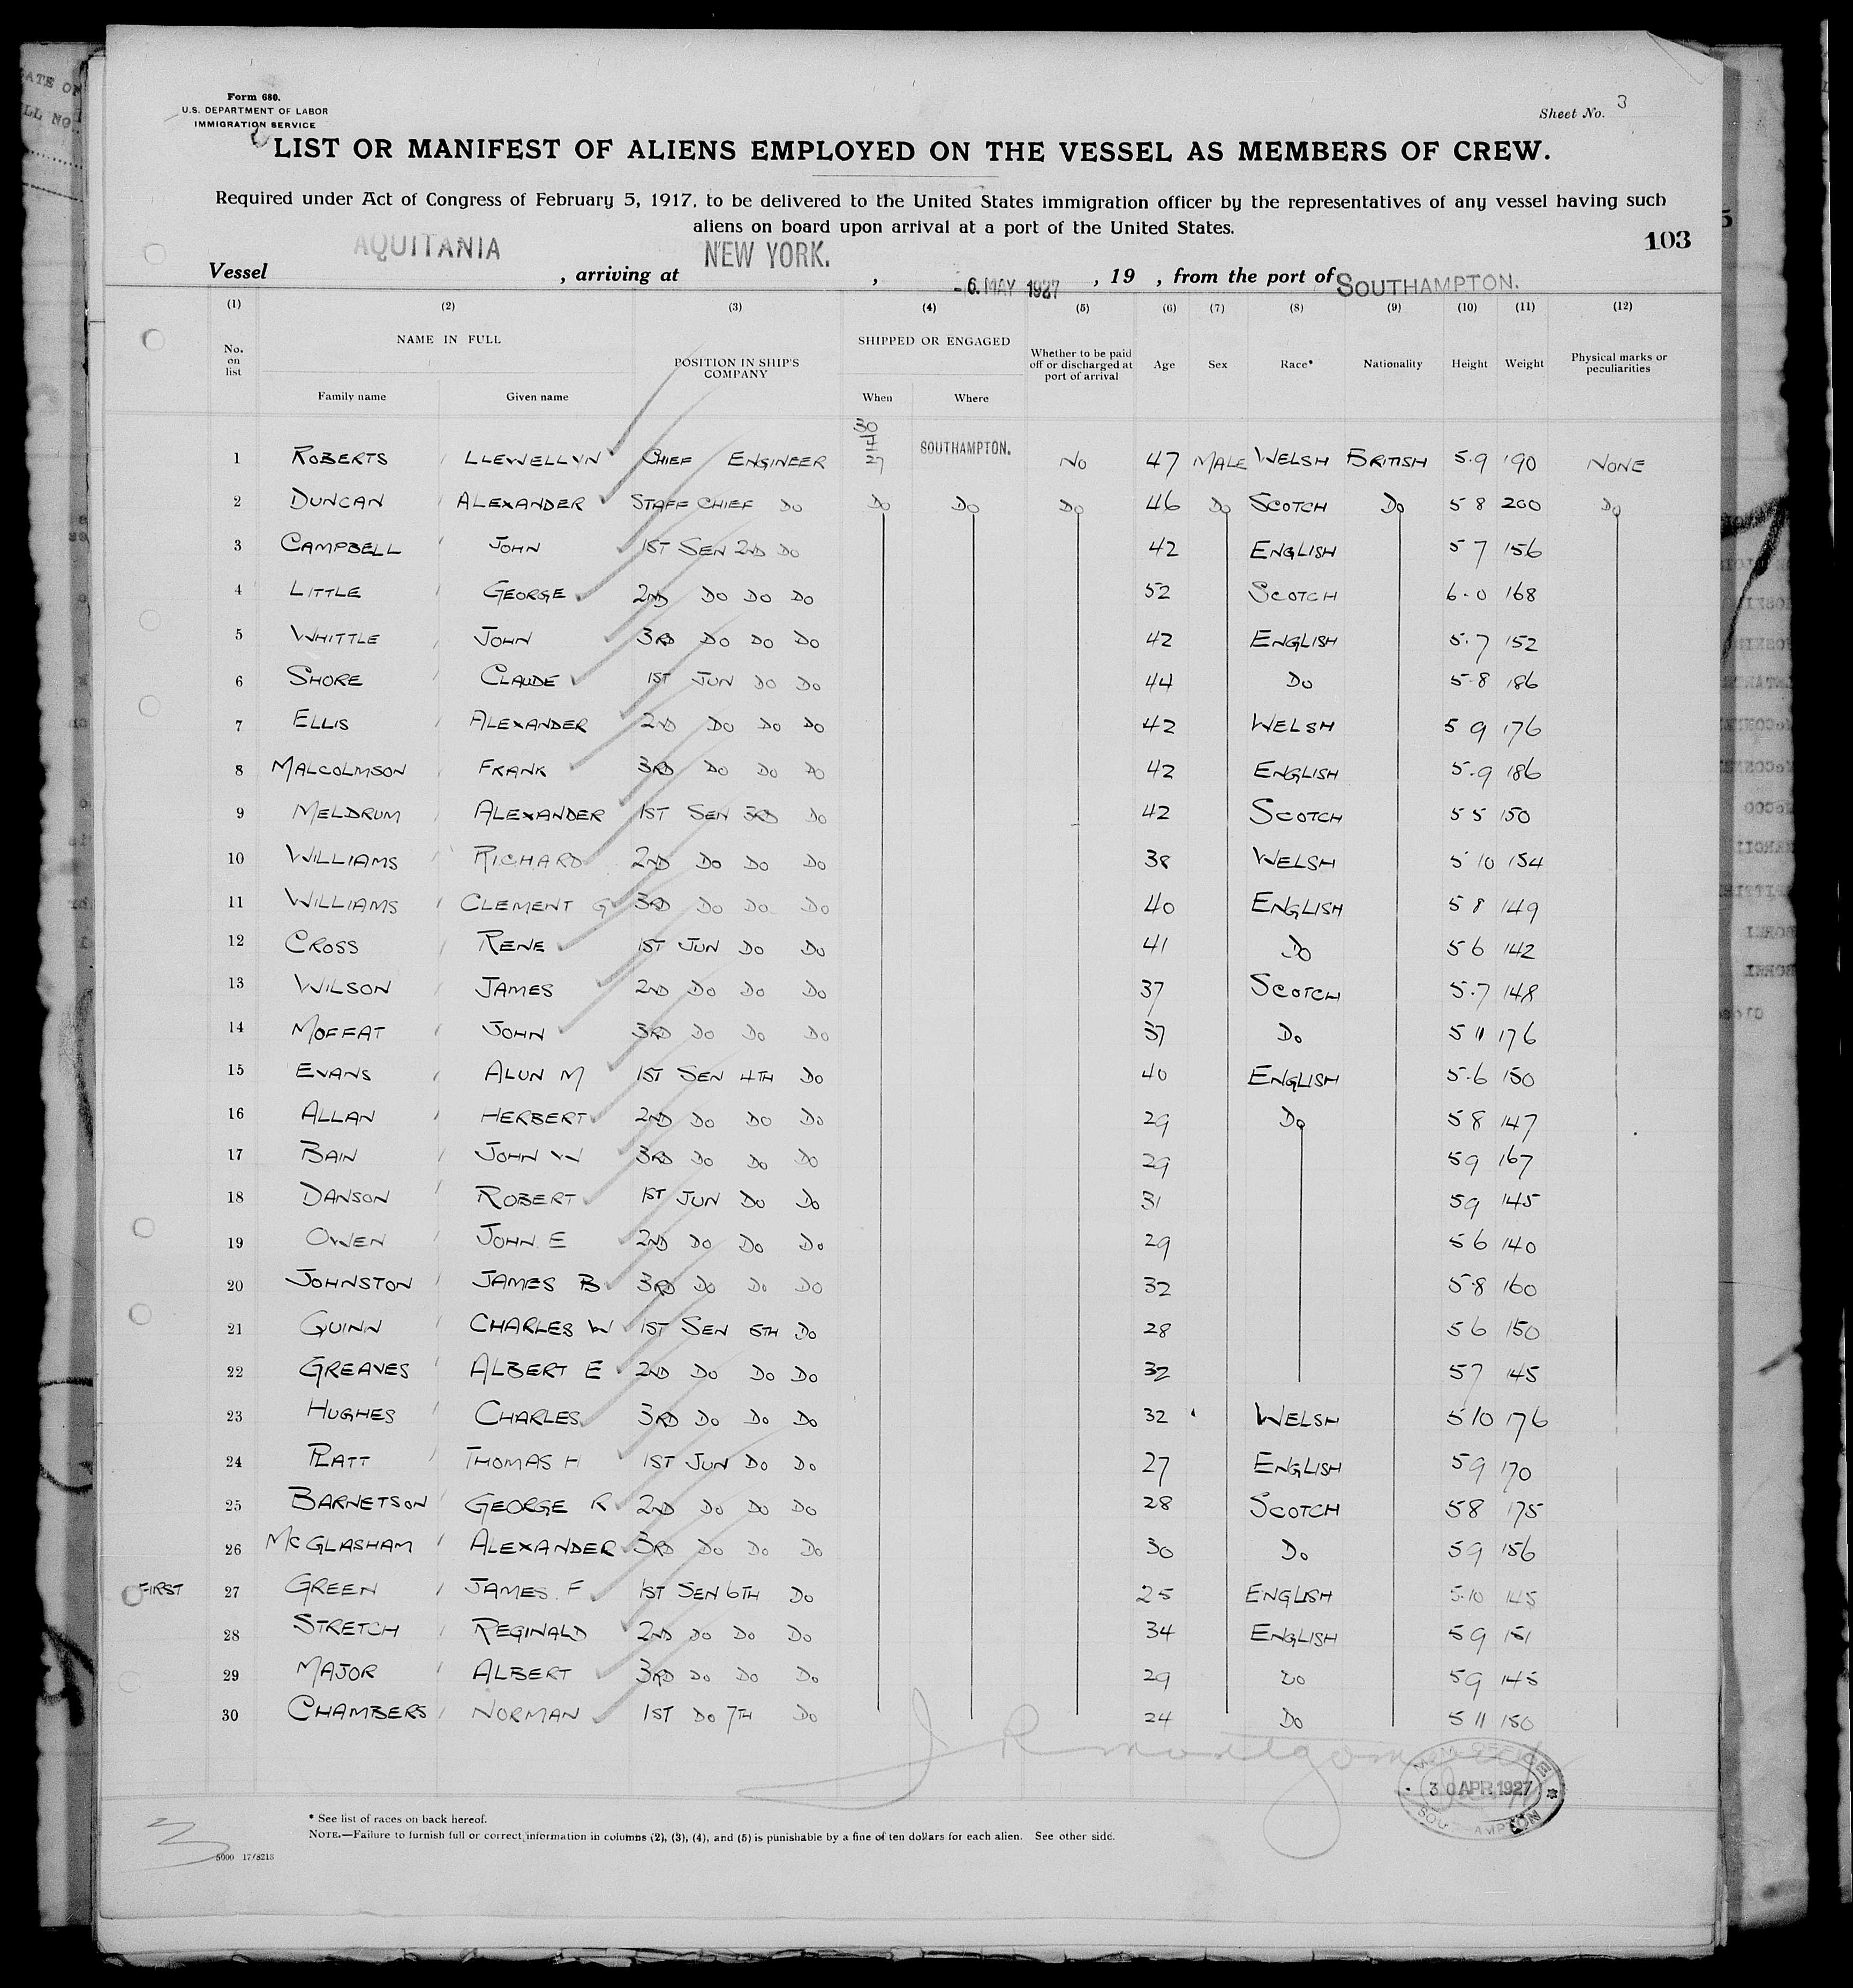 Form 680.
U.S. DEPARTMENT OF LABOR
IMMIGRATION SERVICE
Sheet No. 3
LIST OR MANIFEST OF ALIENS EMPLOYED ON THE VESSEL AS MEMBERS OF CREW.
Required under Act of Congress of February 5, 1917, to be delivered to the United States immigration officer by the representatives of any vessel having such
aliens on board upon arrival at a port of the United States.
103
Vessel AQUITANIA, arriving at NEW YORK., -6. MAY 1927, 19 , from the port of SOUTHAMPTON.
(1) (2) (3) (4) (5) (6) (7) (8) (9) (10) (11) (12)
No. on list NAME IN FULL POSITION IN SHIP'S COMPANY SHIPPED OR ENGAGED Whether to be paid off or discharged at port of arrival Age Sex Race* Nationality Height Weight Physical marks or peculiarities
Family name Given name When Where
1 ROBERTS LLEWELLYN CHIEF ENGINEER 30 4 27 SOUTHAMPTON. NO 47 MALE WELSH BRITISH 5.9 190 NONE
2 DUNCAN ALEXANDER STAFF CHIEF DO DO DO DO 46 DO SCOTCH DO 5 8 200 DO
3 CAMPBELL JOHN 1ST SEN 2ND DO 42 ENGLISH 5 7 156
4 LITTLE GEORGE 2ND DO DO DO 52 SCOTCH 6.0 168
5 WHITTLE JOHN 3RD DO DO DO 42 ENGLISH 5.7 152
6 SHORE CLAUDE 1ST JUN DO DO 44 DO 5.8 186
7 ELLIS ALEXANDER 2ND DO DO DO 42 WELSH 5 9 176
8 MALCOLMSON FRANK 3RD DO DO DO 42 ENGLISH 5.9 186
9 MELDRUM ALEXANDER 1ST SEN 3RD DO 42 SCOTCH 5 5 150
10 WILLIAMS RICHARD 2ND DO DO DO 38 WELSH 5 10 154
11 WILLIAMS CLEMENT G 3RD DO DO DO 40 ENGLISH 5 8 149
12 CROSS RENE 1ST JUN DO DO 41 DO 5 6 142
13 WILSON JAMES 2ND DO DO DO 37 SCOTCH 5.7 148
14 MOFFAT JOHN 3RD DO DO DO 37 DO 5 11 176
15 EVANS ALUN M 1ST SEN 4TH DO 40 ENGLISH 5.6 150
16 ALLAN HERBERT 2ND DO DO DO 29 DO 5 8 147
17 BAIN JOHN W 3RD DO DO DO 29 5 9 167
18 DANSON ROBERT 1ST JUN DO DO 31 5 9 145
19 OWEN JOHN E 2ND DO DO DO 29 5 6 140
20 JOHNSTON JAMES B 3RD DO DO DO 32 5.8 160
21 QUINN CHARLES W 1ST SEN 5TH DO 28 5 6 150
22 GREAVES ALBERT E 2ND DO DO DO 32 5 7 145
23 HUGHES CHARLES 3RD DO DO DO 32 WELSH 5 10 176
24 PLATT THOMAS H 1ST JUN DO DO 27 ENGLISH 5 9 170
25 BARNETSON GEORGE R 2ND DO DO DO 28 SCOTCH 5 8 175
26 McGLASHAM ALEXANDER 3RD DO DO DO 30 DO 5 9 156
FIRST 27 GREEN JAMES F 1ST SEN 6TH DO 25 ENGLISH 5.10 145
28 STRETCH REGINALD 2ND DO DO DO 34 ENGLISH 5 9 151
29 MAJOR ALBERT 3RD DO DO DO 29 DO 5 9 145
30 CHAMBERS NORMAN 1ST DO 7TH DO 24 DO 5 11 150
J R Montgom
30 APR 1927
SOUTHAMPTON
* See list of races on back hereof.
NOTE.—Failure to furnish full or correct information in columns (2), (3), (4), and (5) is punishable by a fine of ten dollars for each alien. See other side.
3
5000 17/8213